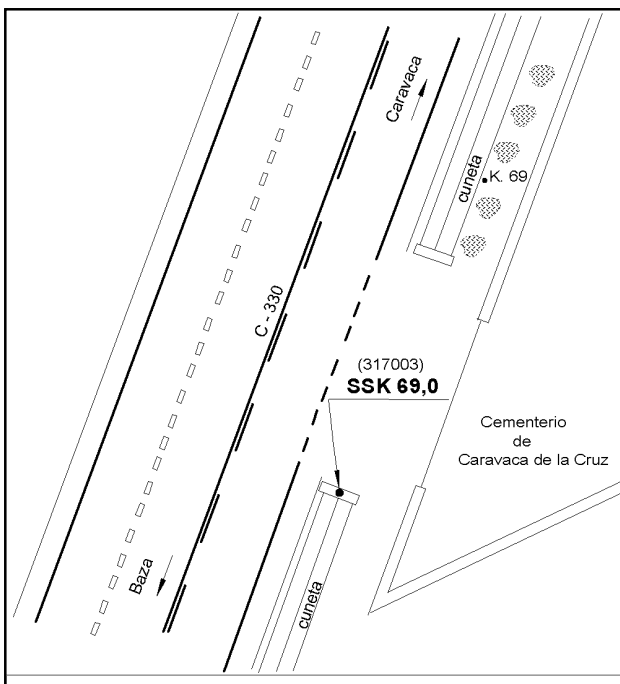 Caravaca
cuneta
K. 69
C - 330
(317003)
SSK 69,0
Cementerio
de
Caravaca de la Cruz
Baza
cuneta